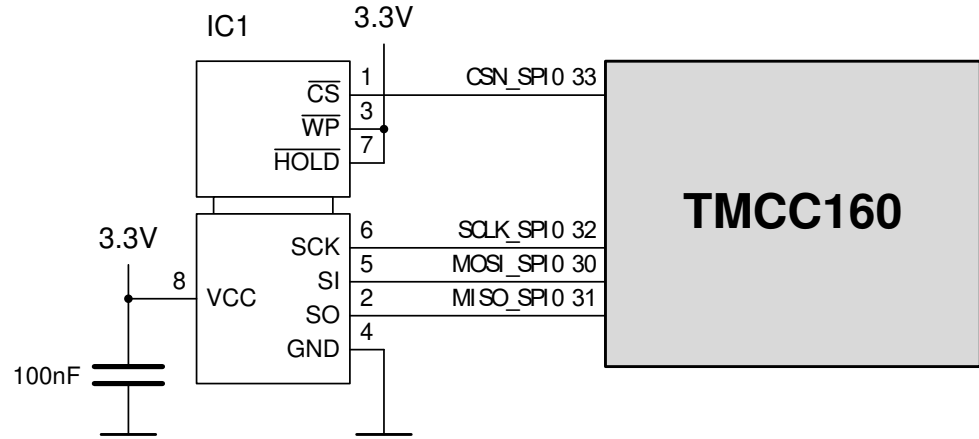 IC1
3.3V
CS
1
CSN_SPI0 33
WP
3
HOLD
7
TMCC160
3.3V
SCK
6
SCLK_SPI0 32
SI
5
MOSI_SPI0 30
8
VCC
SO
2
MISO_SPI0 31
GND
4
100nF